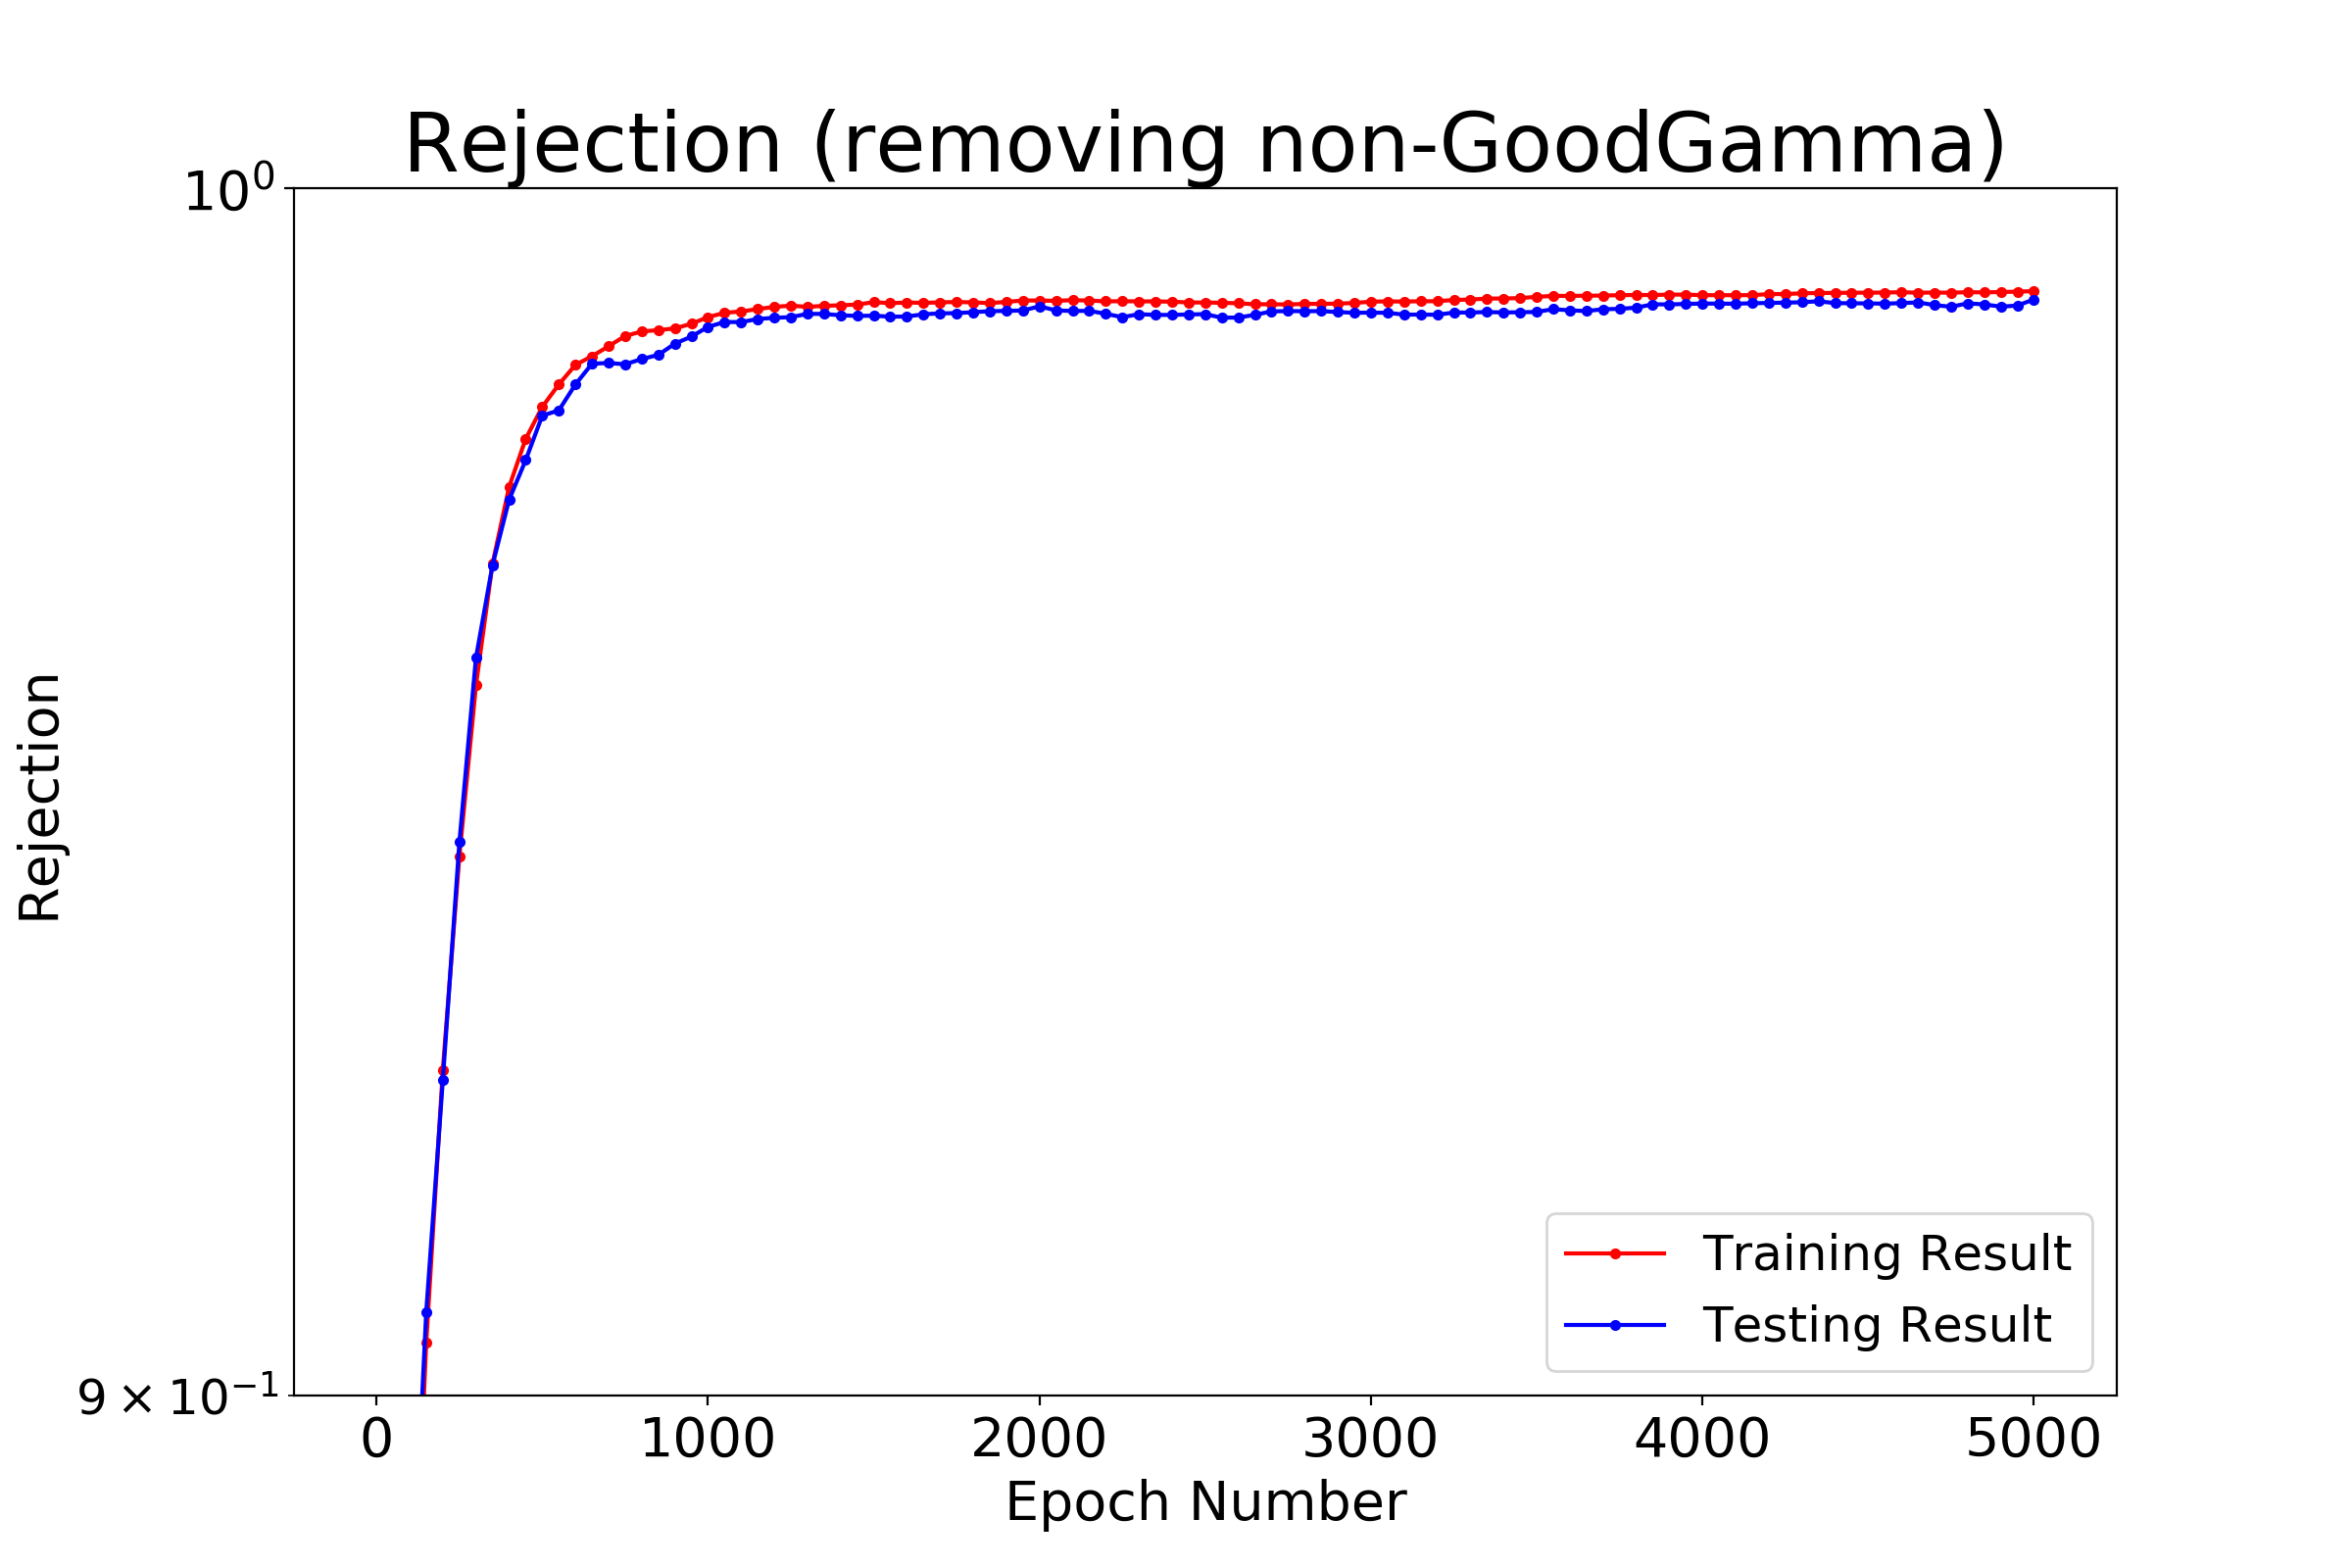 Rejection (removing non-GoodGamma)
10⁰
9 × 10⁻¹
Rejection
0 1000 2000 3000 4000 5000
Epoch Number
Training Result
Testing Result